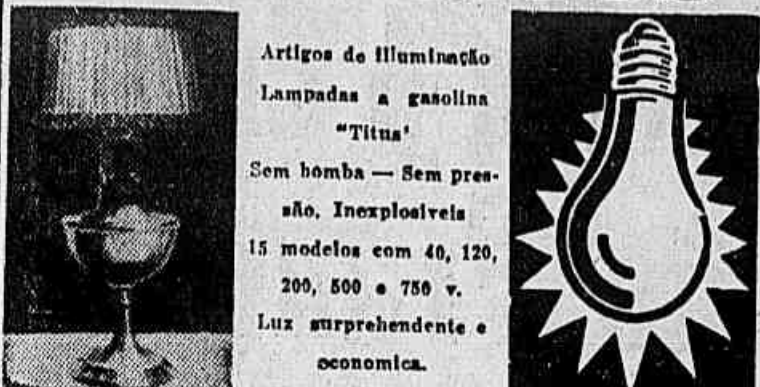 Artigos de illuminação
Lampadas a gasolina
"Titus'
Sem bomba — Sem pres-
são. Inexplosiveis
15 modelos com 40, 120,
200, 500 e 750 v.
Luz surprehendente e
economica.